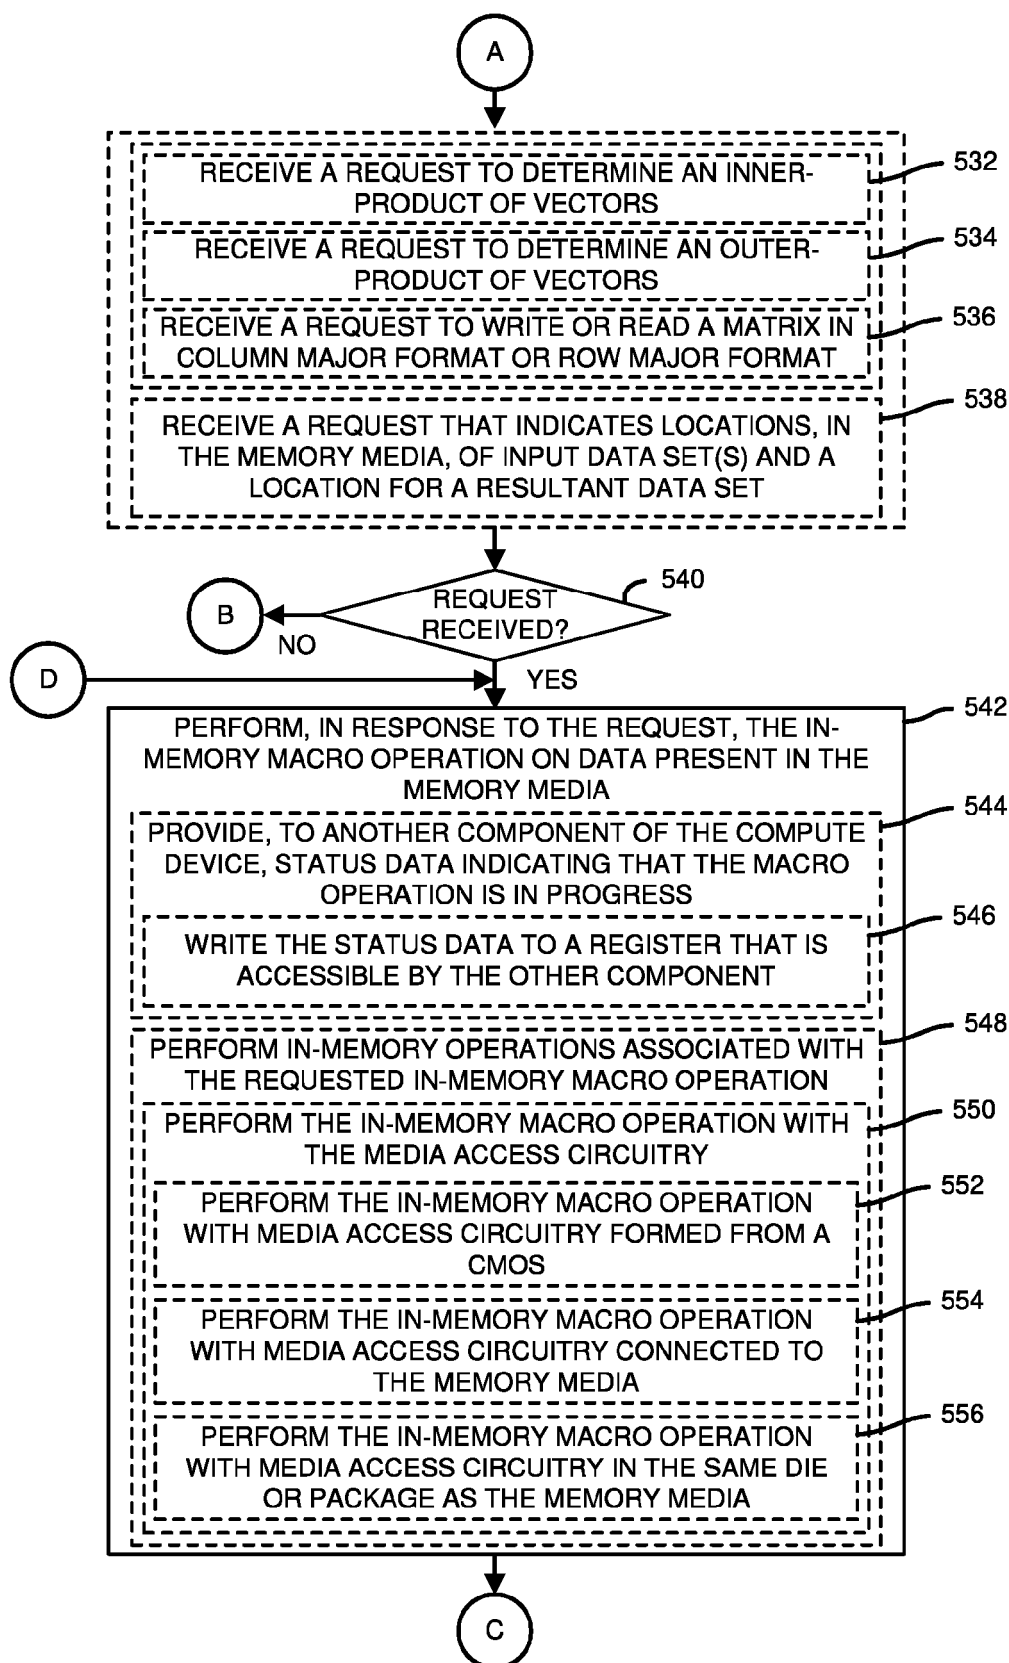 A
RECEIVE A REQUEST TO DETERMINE AN INNER-
PRODUCT OF VECTORS
532
RECEIVE A REQUEST TO DETERMINE AN OUTER-
PRODUCT OF VECTORS
534
RECEIVE A REQUEST TO WRITE OR READ A MATRIX IN
COLUMN MAJOR FORMAT OR ROW MAJOR FORMAT
536
RECEIVE A REQUEST THAT INDICATES LOCATIONS, IN
THE MEMORY MEDIA, OF INPUT DATA SET(S) AND A
LOCATION FOR A RESULTANT DATA SET
538
REQUEST
RECEIVED?
540
B
NO
D
YES
PERFORM, IN RESPONSE TO THE REQUEST, THE IN-
MEMORY MACRO OPERATION ON DATA PRESENT IN THE
MEMORY MEDIA
542
PROVIDE, TO ANOTHER COMPONENT OF THE COMPUTE
DEVICE, STATUS DATA INDICATING THAT THE MACRO
OPERATION IS IN PROGRESS
544
WRITE THE STATUS DATA TO A REGISTER THAT IS
ACCESSIBLE BY THE OTHER COMPONENT
546
PERFORM IN-MEMORY OPERATIONS ASSOCIATED WITH
THE REQUESTED IN-MEMORY MACRO OPERATION
548
PERFORM THE IN-MEMORY MACRO OPERATION WITH
THE MEDIA ACCESS CIRCUITRY
550
PERFORM THE IN-MEMORY MACRO OPERATION
WITH MEDIA ACCESS CIRCUITRY FORMED FROM A
CMOS
552
PERFORM THE IN-MEMORY MACRO OPERATION
WITH MEDIA ACCESS CIRCUITRY CONNECTED TO
THE MEMORY MEDIA
554
PERFORM THE IN-MEMORY MACRO OPERATION
WITH MEDIA ACCESS CIRCUITRY IN THE SAME DIE
OR PACKAGE AS THE MEMORY MEDIA
556
C